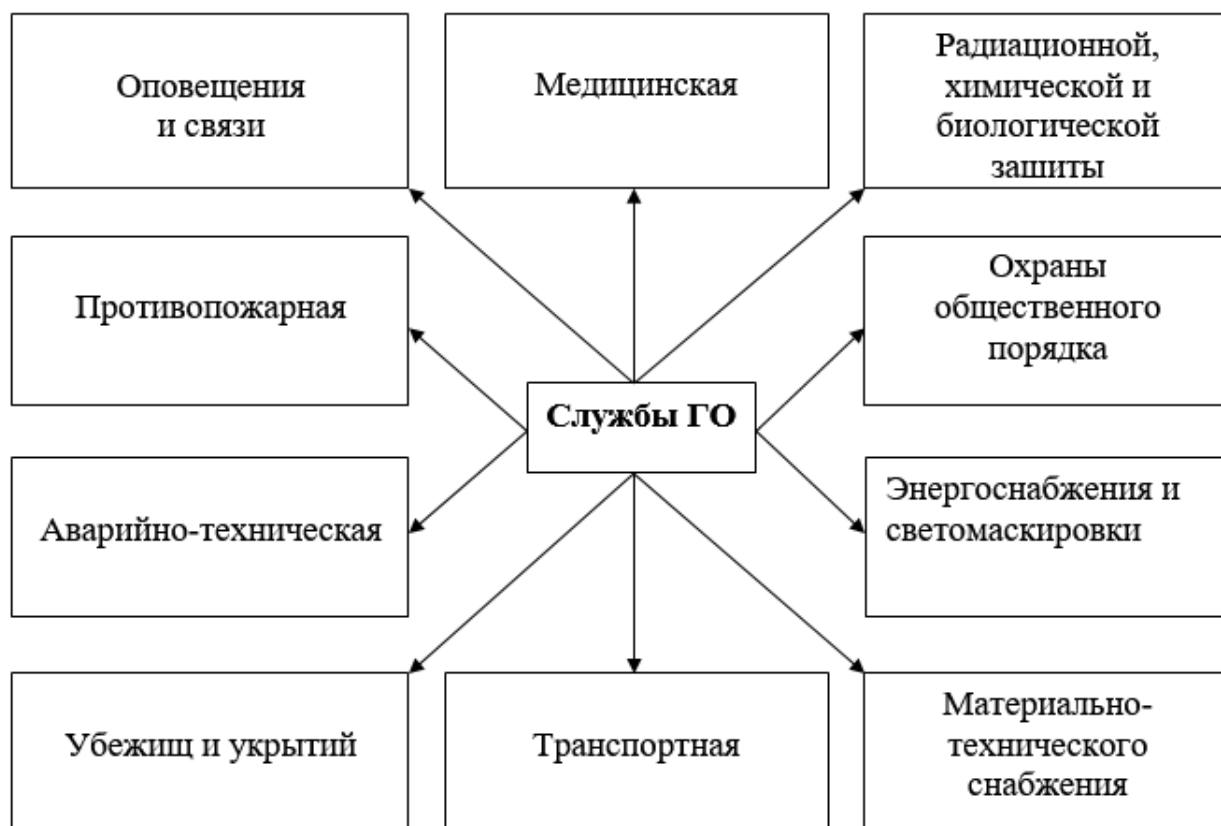 Оповещения
и связи
Медицинская
Радиационной,
химической и
биологической
зашиты
Противопожарная
Охраны
общественного
порядка
Службы ГО
Аварийно-техническая
Энергоснабжения и
светомаскировки
Убежищ и укрытий
Транспортная
Материально-
технического
снабжения